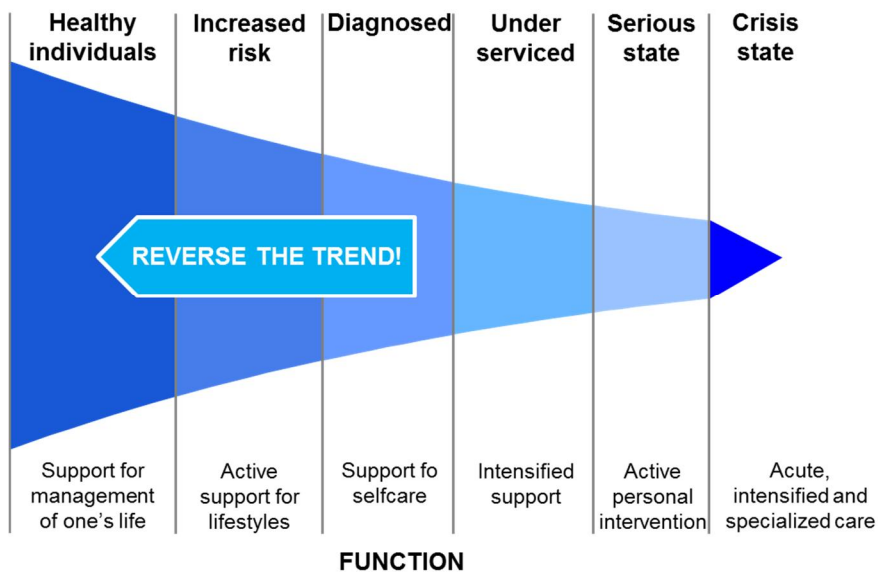 Healthy
individuals
Increased
risk
Diagnosed
Under
serviced
Serious
state
Crisis
state
REVERSE THE TREND!
Support for
management
of one's life
Active
support for
lifestyles
Support fo
selfcare
Intensified
support
Active
personal
intervention
Acute,
intensified and
specialized care
FUNCTION